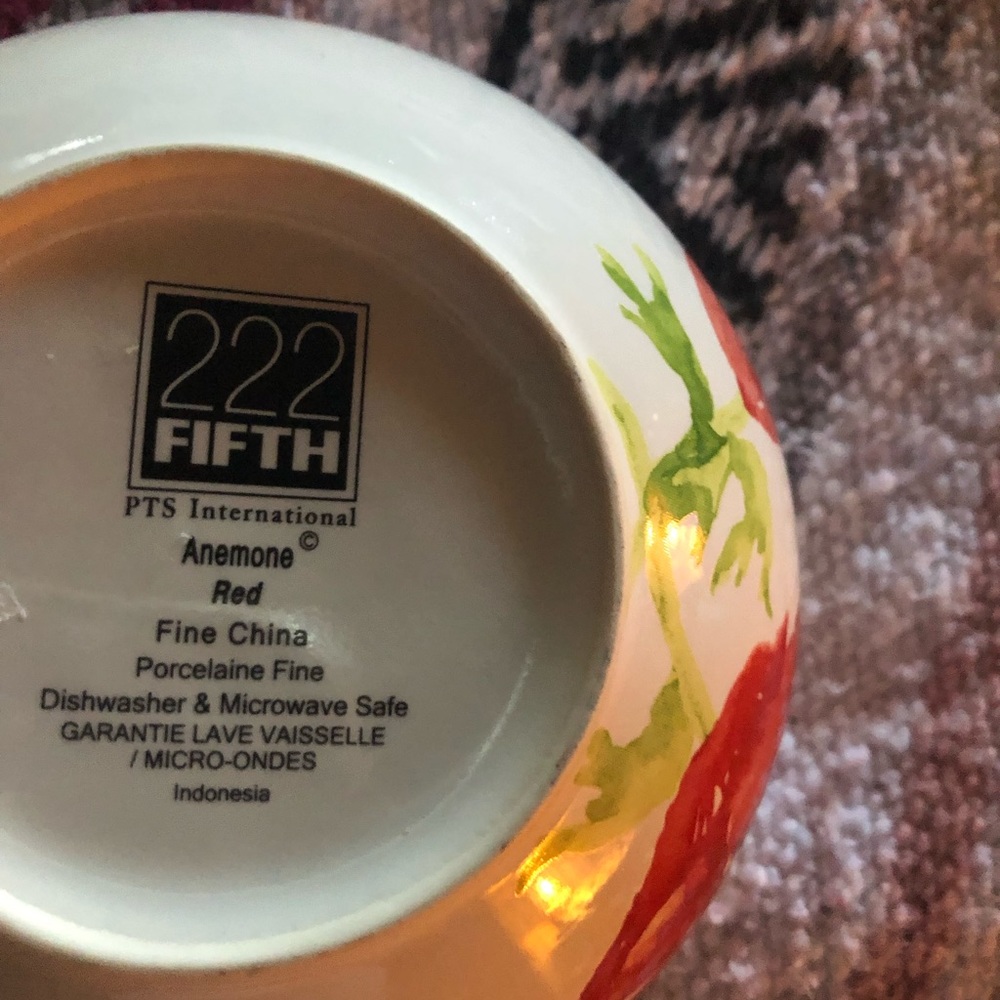 222
FIFTH
PTS International
Anemone©
Red
Fine China
Porcelaine Fine
Dishwasher & Microwave Safe
GARANTIE LAVE VAISSELLE
/ MICRO-ONDES
Indonesia